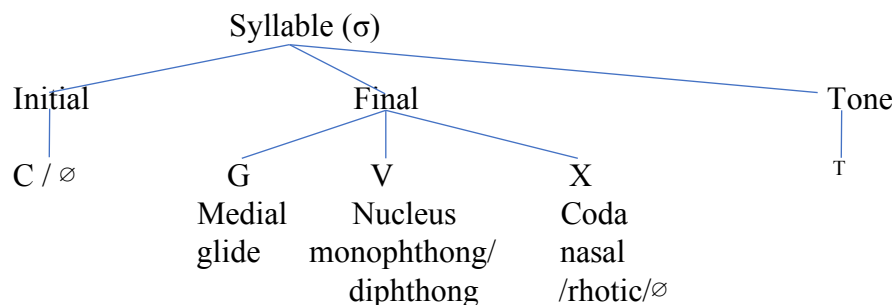 Syllable (σ)
Initial Final Tone
C / ∅ G V X T
Medial Nucleus Coda
glide monophthong/ nasal
diphthong /rhotic/∅